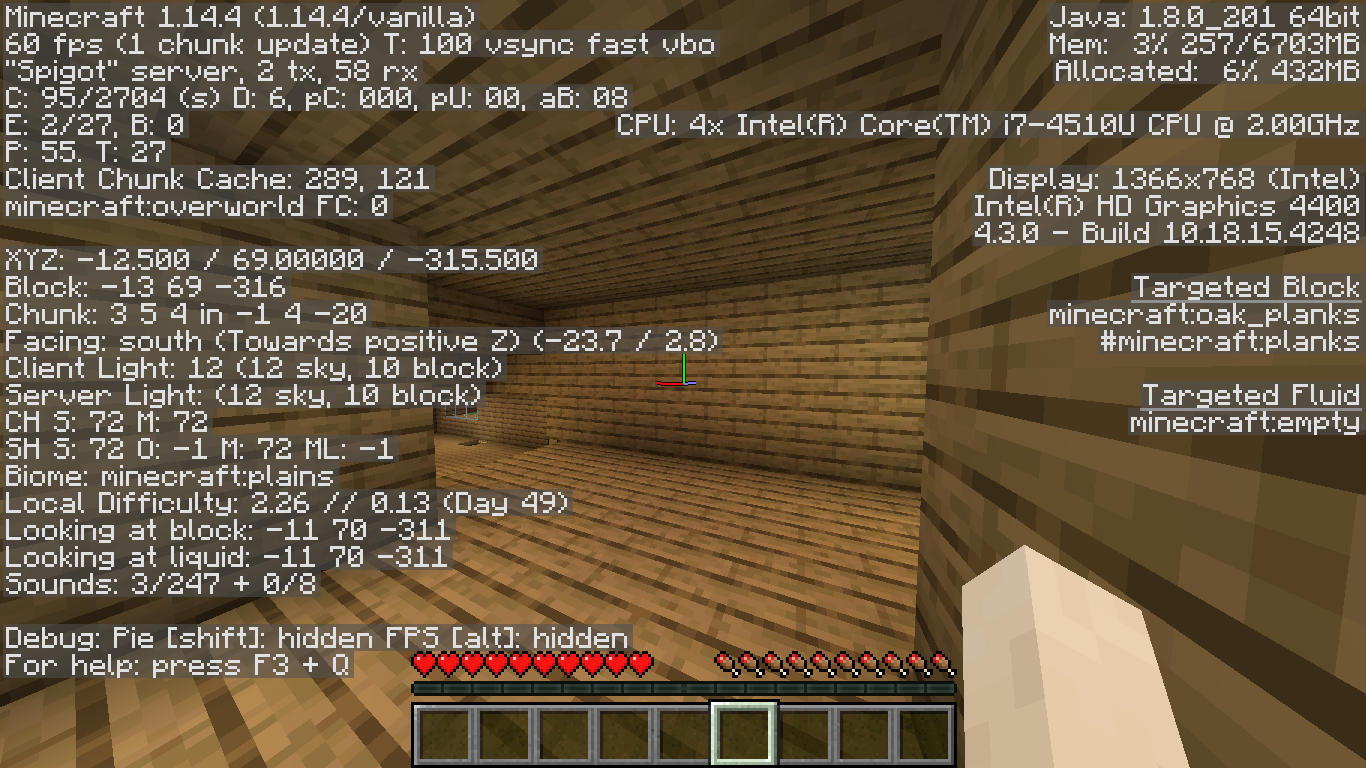 Minecraft 1.14.4 (1.14.4/vanilla)
60 fps (1 chunk update) T: 100 vsync fast vbo
"Spigot" server, 2 tx, 58 rx
C: 95/2704 (s) D: 6, pC: 000, pU: 00, aB: 08
E: 2/27, B: 0
P: 55. T: 27
Client Chunk Cache: 289, 121
minecraft:overworld FC: 0
XYZ: -12.500 / 69.00000 / -315.500
Block: -13 69 -316
Chunk: 3 5 4 in -1 4 -20
Facing: south (Towards positive Z) (-23.7 / 2.8)
Client Light: 12 (12 sky, 10 block)
Server Light: (12 sky, 10 block)
CH S: 72 M: 72
SH S: 72 O: -1 M: 72 ML: -1
Biome: minecraft:plains
Local Difficulty: 2.26 // 0.13 (Day 49)
Looking at block: -11 70 -311
Looking at liquid: -11 70 -311
Sounds: 3/247 + 0/8
Debug: Pie [shift]: hidden FPS [alt]: hidden
For help: press F3 + Q
Java: 1.8.0_201 64bit
Mem: 3% 257/6703MB
Allocated: 6% 432MB
CPU: 4x Intel(R) Core(TM) i7-4510U CPU @ 2.00GHz
Display: 1366x768 (Intel)
Intel(R) HD Graphics 4400
4.3.0 - Build 10.18.15.4248
Targeted Block
minecraft:oak_planks
#minecraft:planks
Targeted Fluid
minecraft:empty